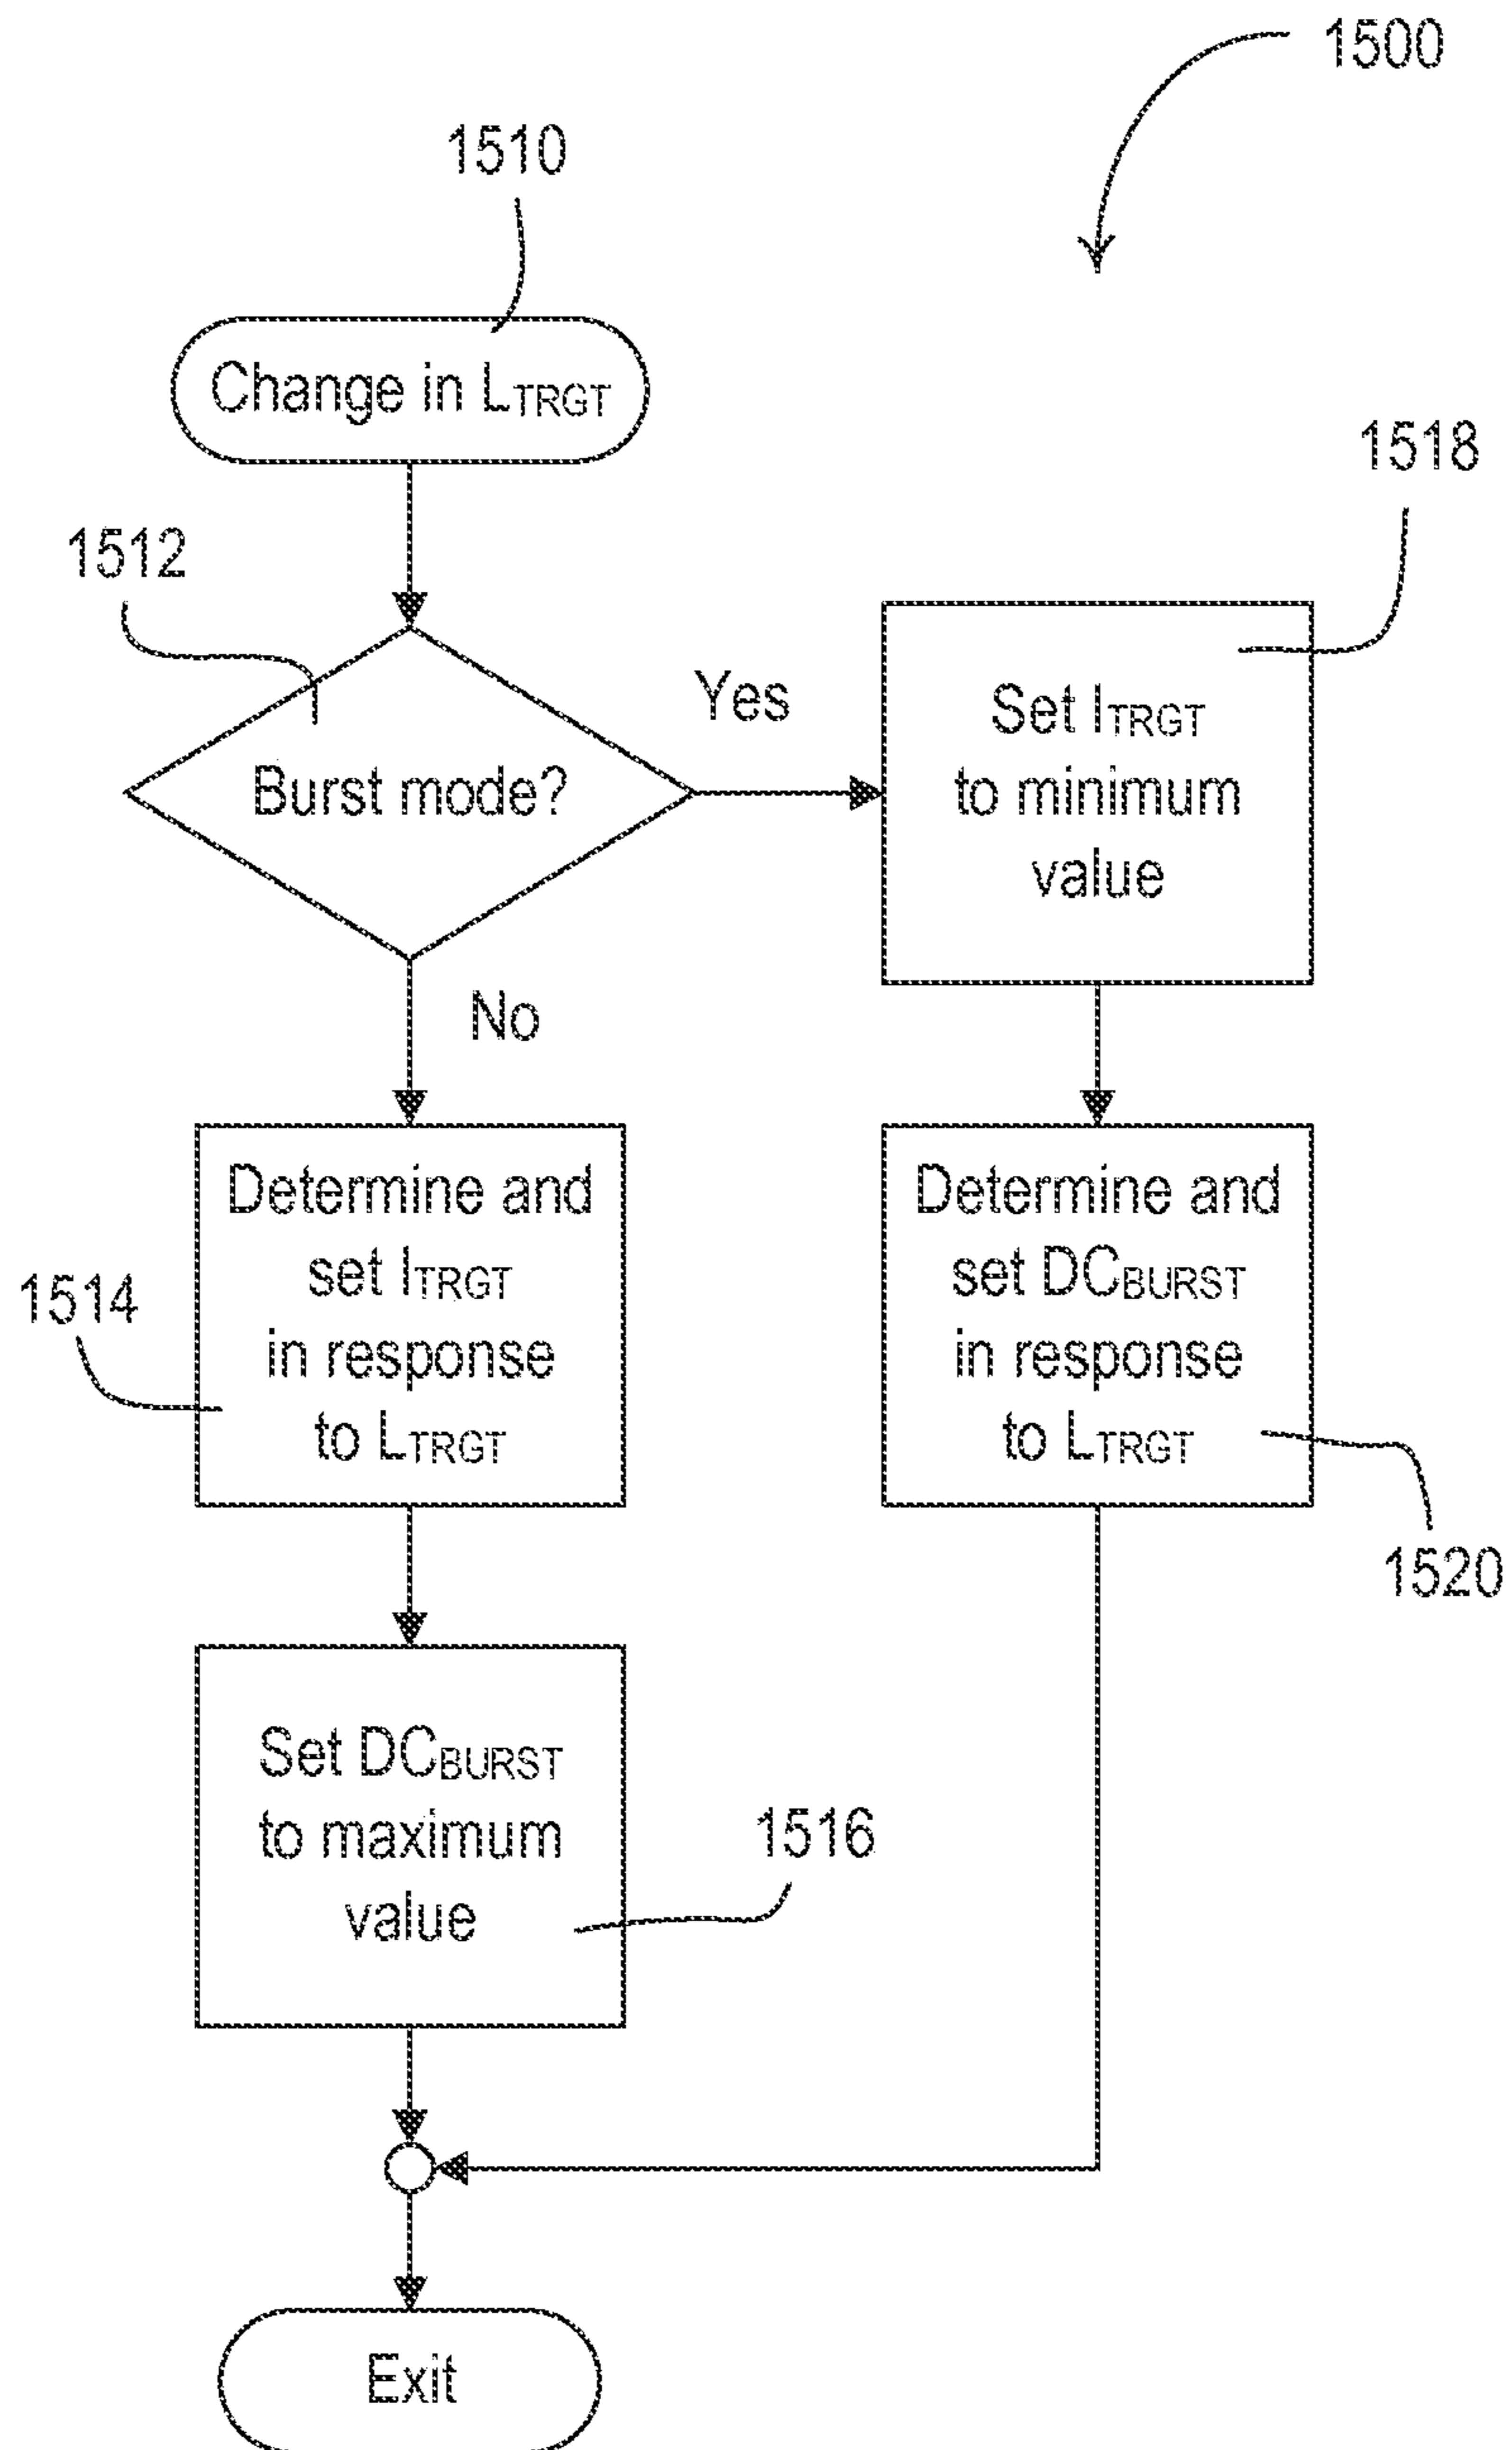 1500
1510
Change in LTRGT
1518
1512
Yes
Set ITRGT
to minimum
value
Burst mode?
No
Determine and
set ITRGT
in response
to LTRGT
1514
Determine and
set DCBURST
in response
to LTRGT
1520
Set DCBURST
to maximum
value
1516
Exit